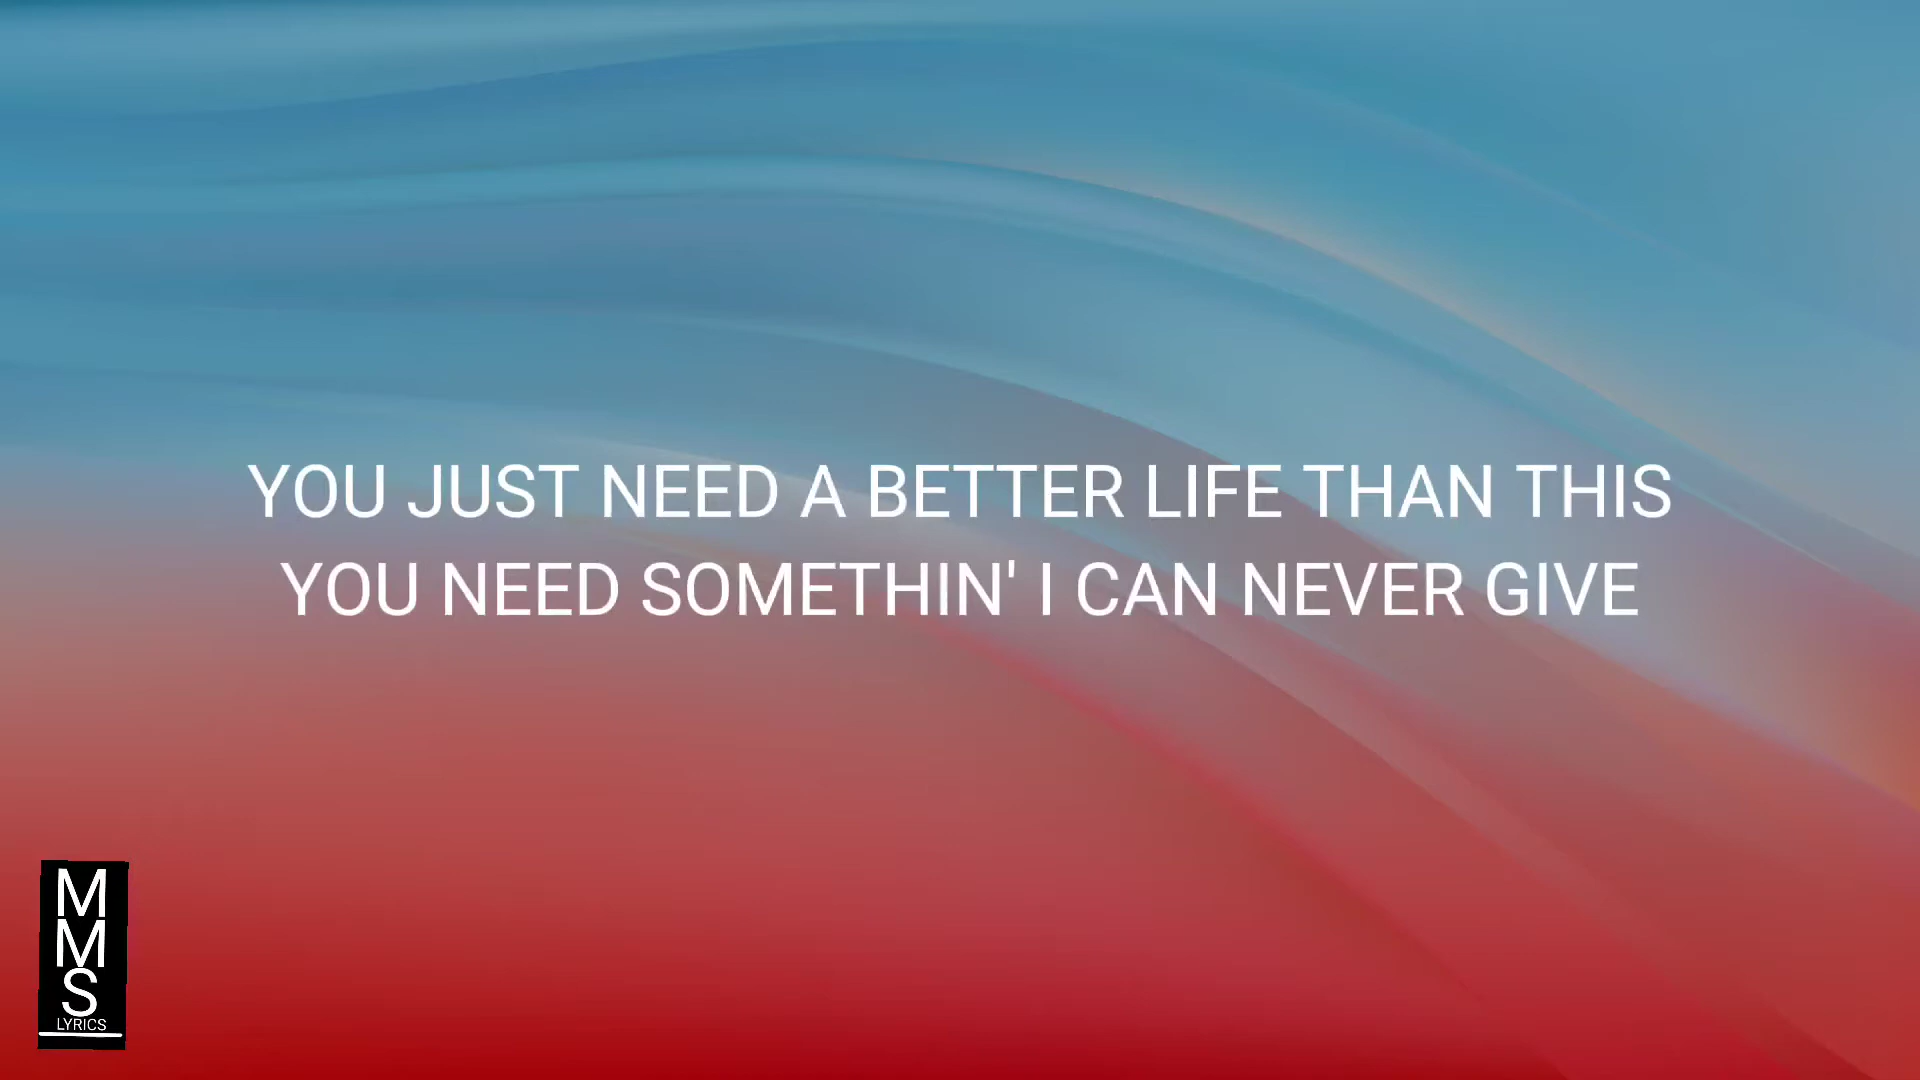 YOU JUST NEED A BETTER LIFE THAN THIS
YOU NEED SOMETHIN' I CAN NEVER GIVE
M
M
S
LYRICS